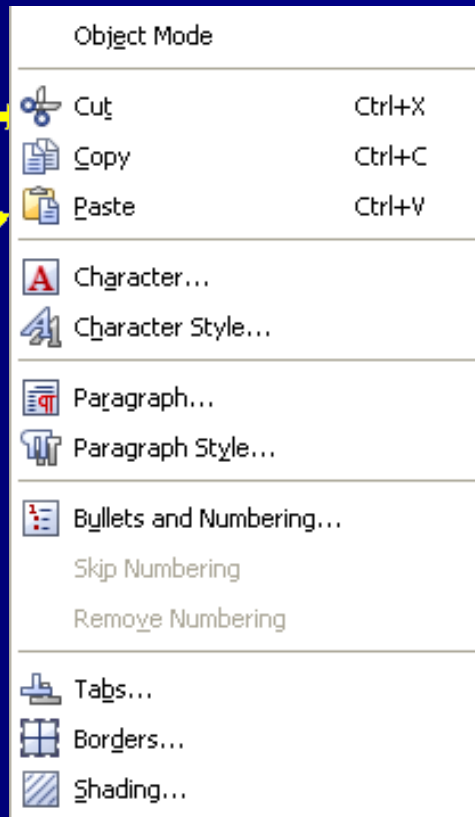 Object Mode
Cut Ctrl+X
Copy Ctrl+C
Paste Ctrl+V
Character...
Character Style...
Paragraph...
Paragraph Style...
Bullets and Numbering...
Skip Numbering
Remove Numbering
Tabs...
Borders...
Shading...